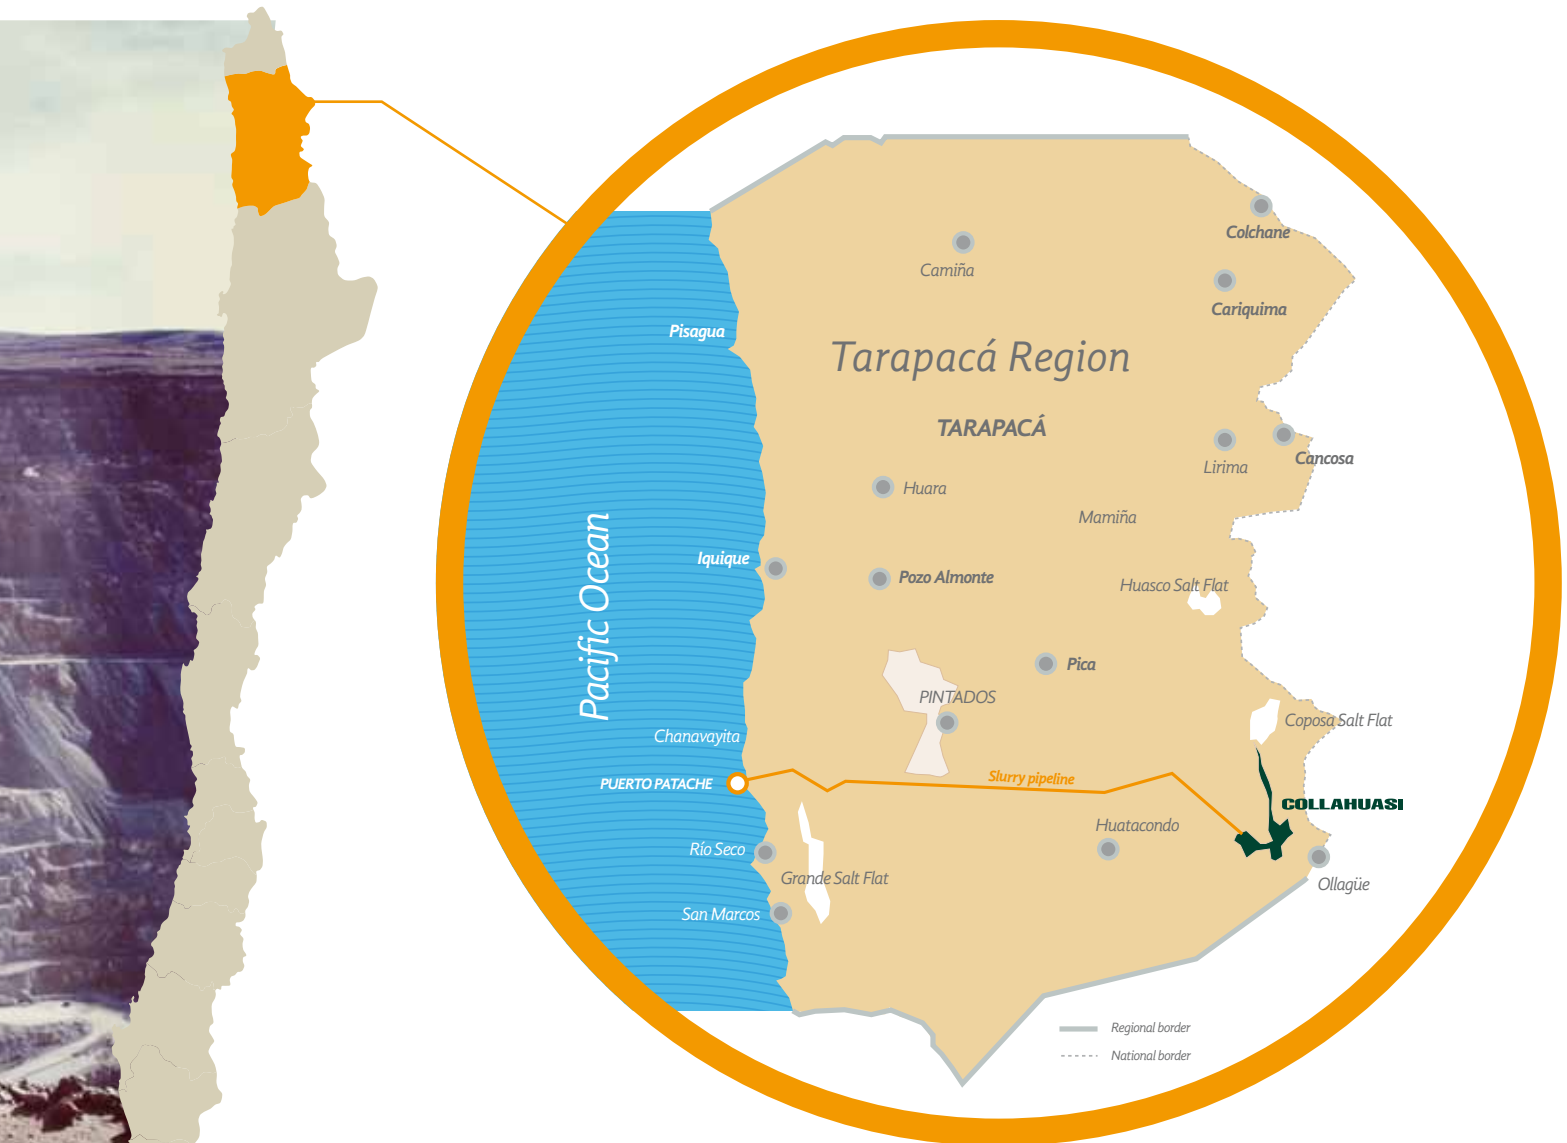 Colchane
Camiña
Cariquima
Pisagua
Tarapacá Region
TARAPACÁ
Cancosa
Lirima
Huara
Mamiña
Pacific Ocean
Iquique
Pozo Almonte
Huasco Salt Flat
Pica
PINTADOS
Coposa Salt Flat
Chanavayita
Slurry pipeline
PUERTO PATACHE
COLLAHUASI
Huatacondo
Río Seco
Grande Salt Flat
Ollagüe
San Marcos
Regional border
National border